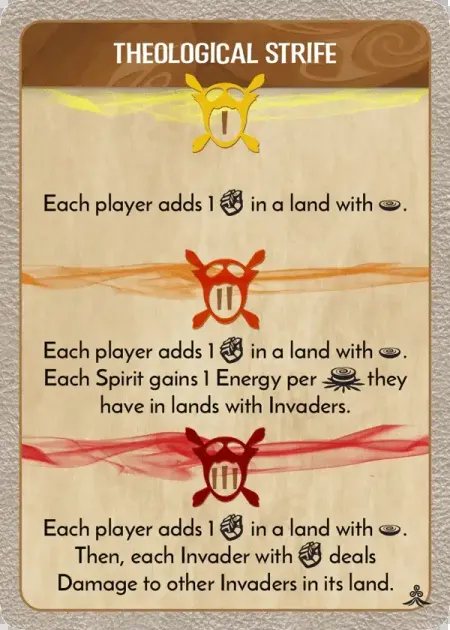 THEOLOGICAL STRIFE
I
Each player adds 1 in a land with .
II
Each player adds 1 in a land with .
Each Spirit gains 1 Energy per they
have in lands with Invaders.
III
Each player adds 1 in a land with .
Then, each Invader with deals
Damage to other Invaders in its land.